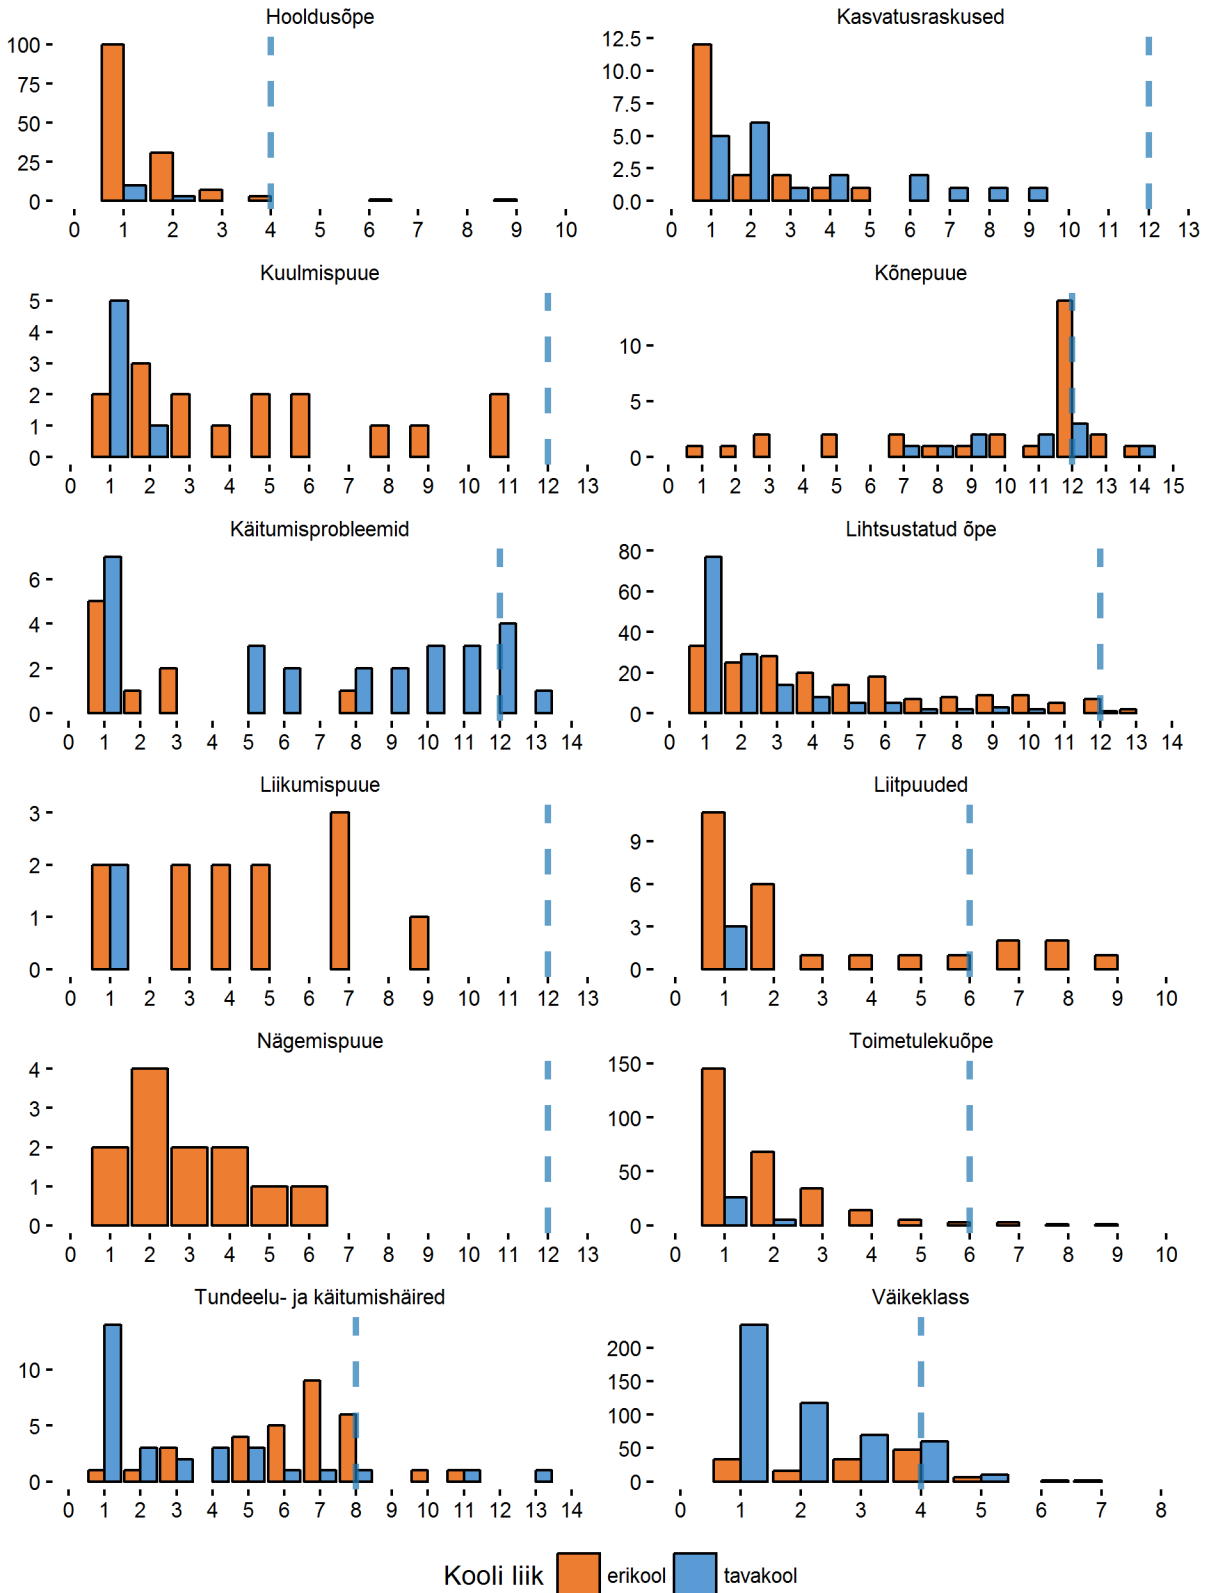 Hooldusõpe
100
75
50
25
0
0 1 2 3 4 5 6 7 8 9 10
Kasvatusraskused
12.5
10.0
7.5
5.0
2.5
0.0
0 1 2 3 4 5 6 7 8 9 10 11 12 13
Kuulmispuue
5
4
3
2
1
0
0 1 2 3 4 5 6 7 8 9 10 11 12 13
Kõnepuue
10
5
0
0 1 2 3 4 5 6 7 8 9 10 11 12 13 14 15
Käitumisprobleemid
6
4
2
0
0 1 2 3 4 5 6 7 8 9 10 11 12 13 14
Lihtsustatud õpe
80
60
40
20
0
0 1 2 3 4 5 6 7 8 9 10 11 12 13 14
Liikumispuue
3
2
1
0
0 1 2 3 4 5 6 7 8 9 10 11 12 13
Liitpuuded
9
6
3
0
0 1 2 3 4 5 6 7 8 9 10
Nägemispuue
4
3
2
1
0
0 1 2 3 4 5 6 7 8 9 10 11 12 13
Toimetulekuõpe
150
100
50
0
0 1 2 3 4 5 6 7 8 9 10
Tundeelu- ja käitumishäired
10
5
0
0 1 2 3 4 5 6 7 8 9 10 11 12 13 14
Väikeklass
200
150
100
50
0
0 1 2 3 4 5 6 7 8
Kooli liik erikool tavakool